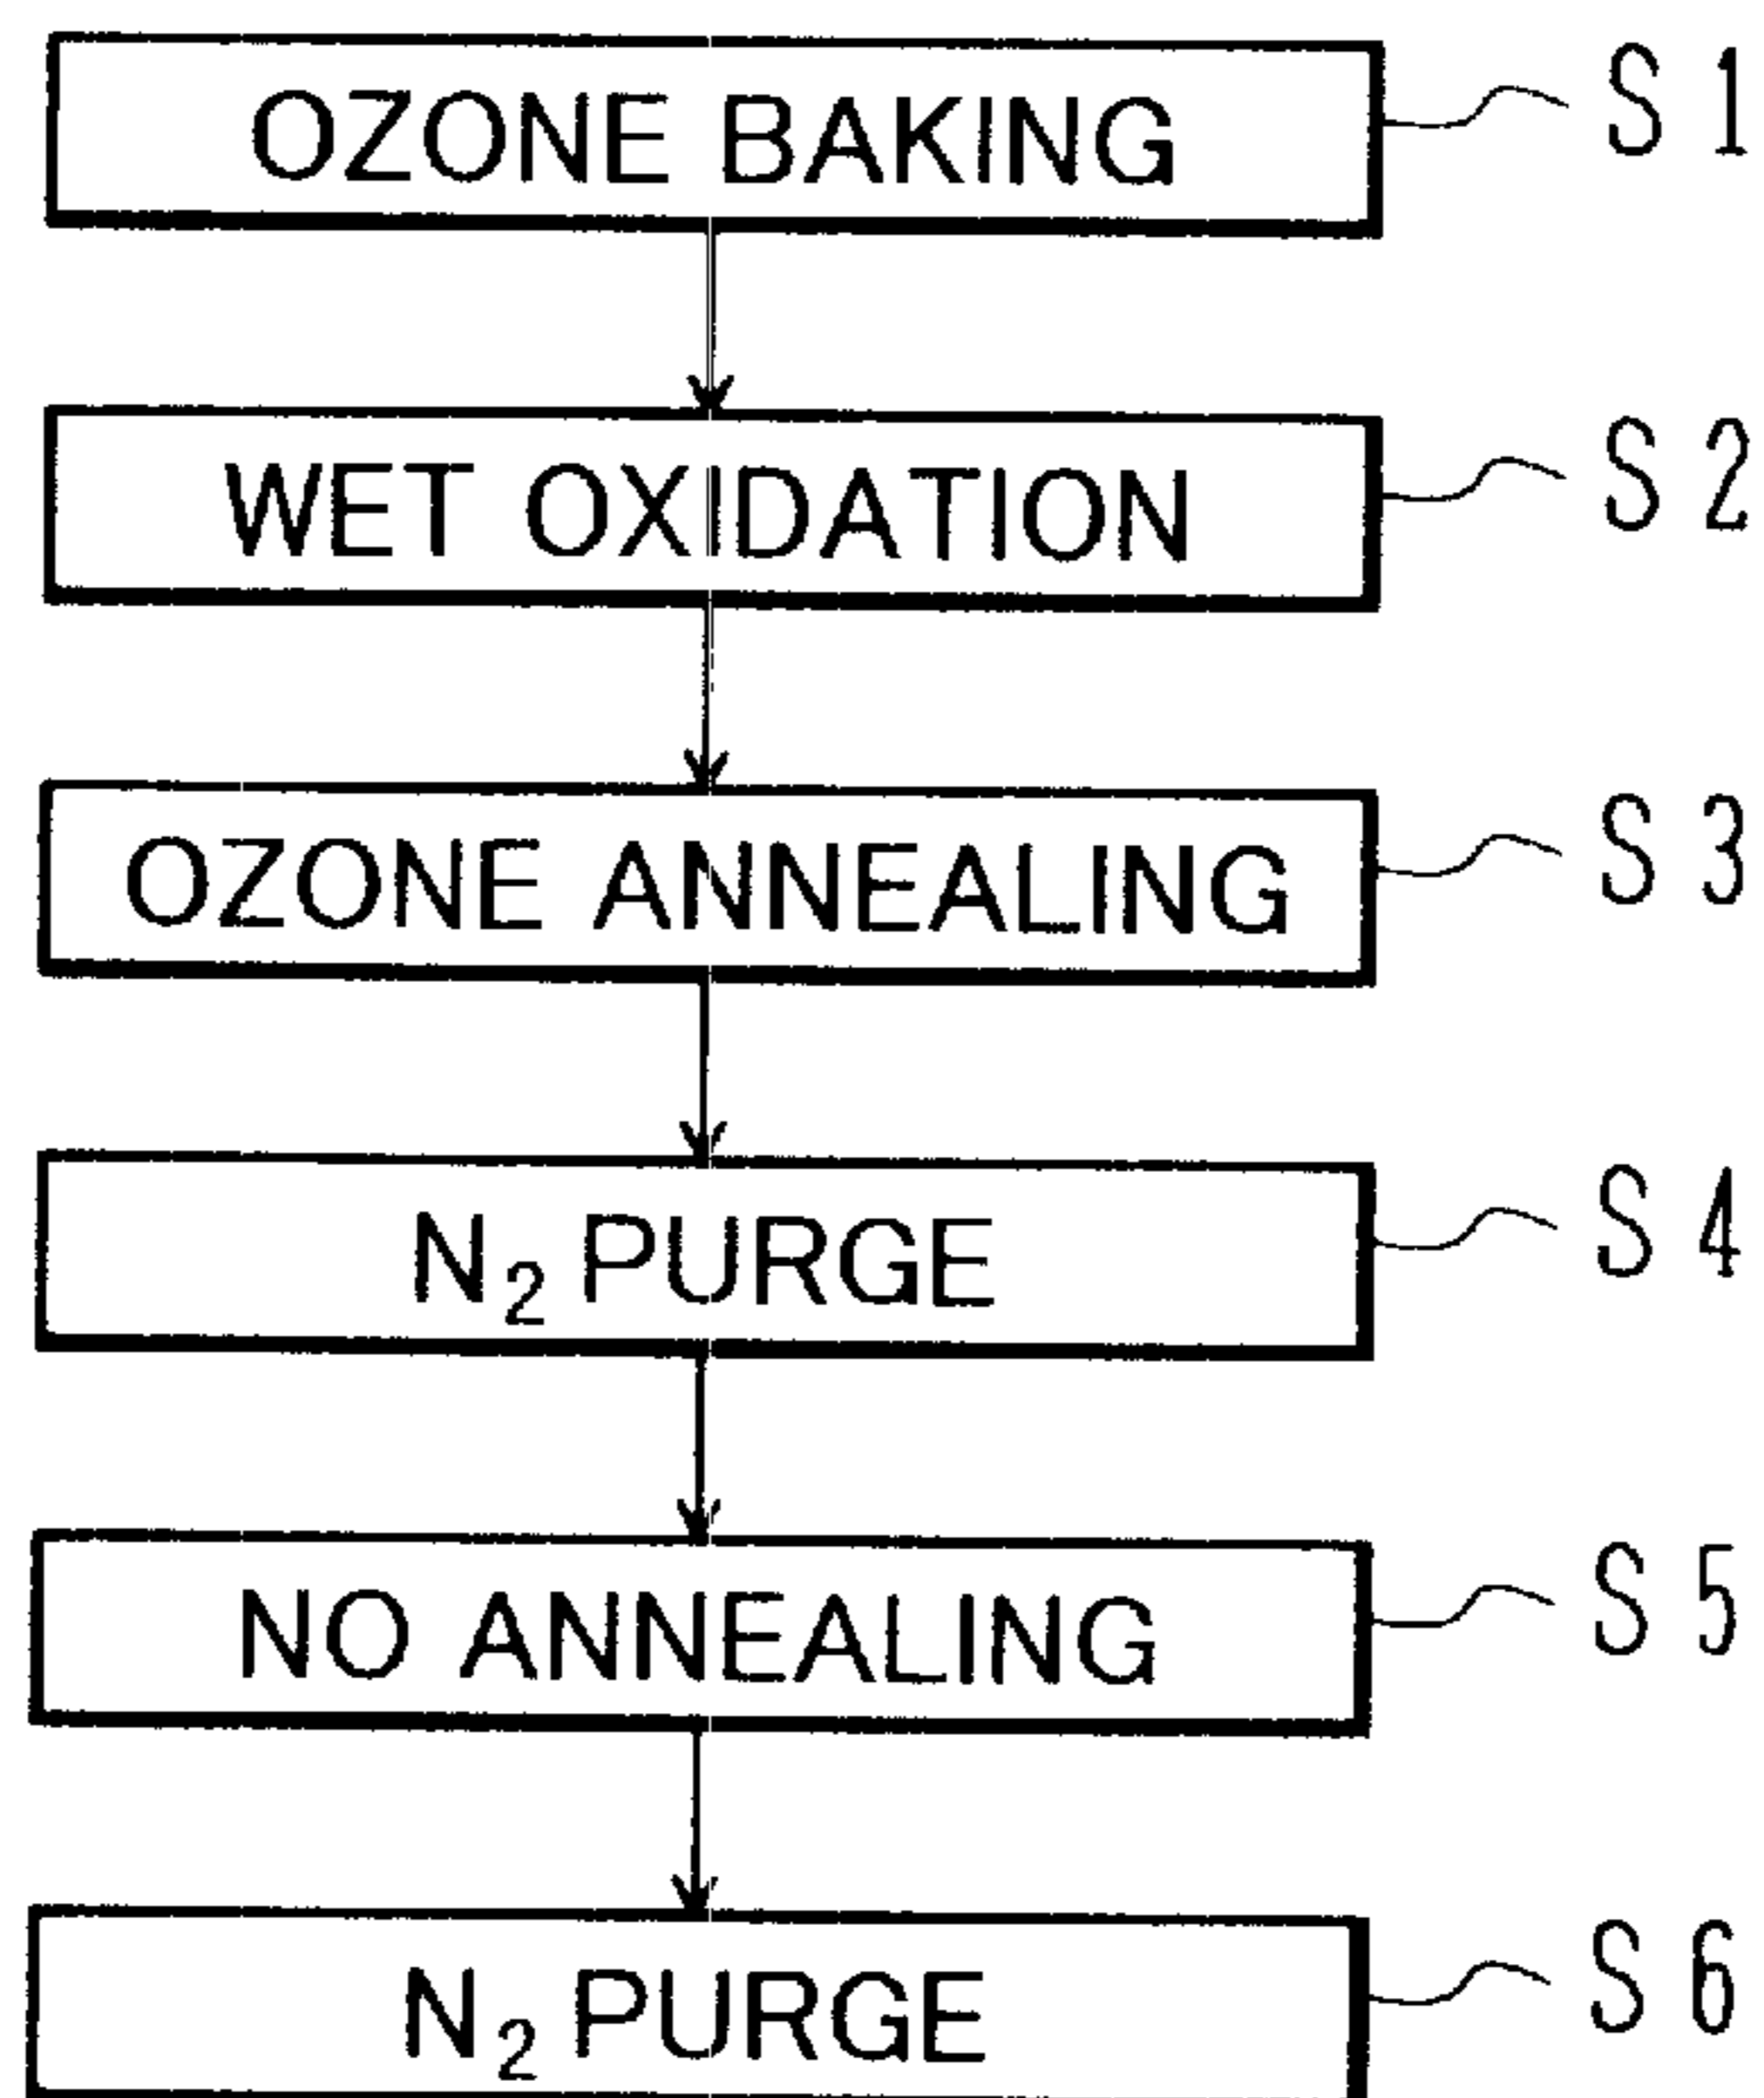 OZONE BAKING S1
WET OXIDATION S2
OZONE ANNEALING S3
N₂ PURGE S4
NO ANNEALING S5
N₂ PURGE S6